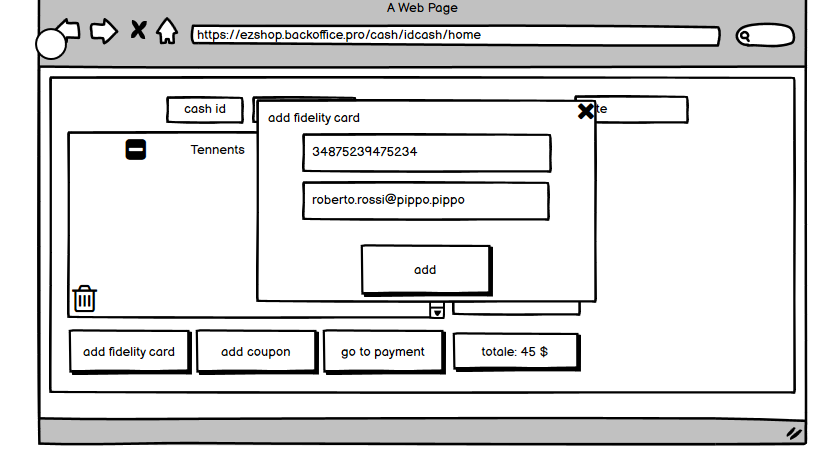 A Web Page
https://ezshop.backoffice.pro/cash/idcash/home
cash id
add fidelity card
34875239475234
Tennents
roberto.rossi@pippo.pippo
add
add fidelity card
add coupon
go to payment
totale: 45 $